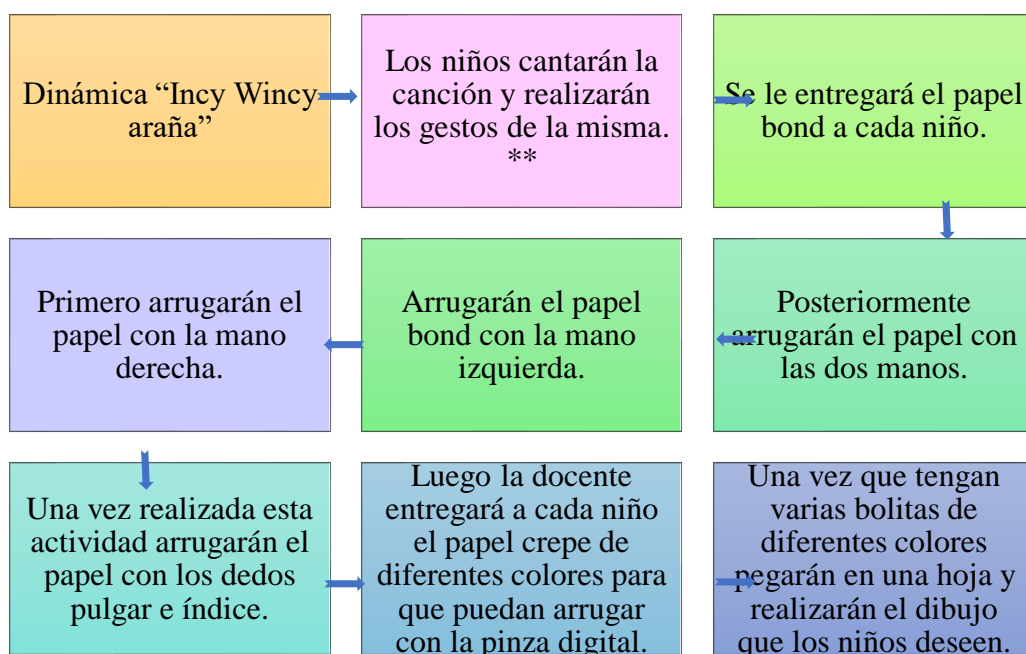 Dinámica “Incy Wincy
araña”
Los niños cantarán la
canción y realizarán
los gestos de la misma.
**
Se le entregará el papel
bond a cada niño.
Primero arrugarán el
papel con la mano
derecha.
Arrugarán el papel
bond con la mano
izquierda.
Posteriormente
arrugarán el papel con
las dos manos.
Una vez realizada esta
actividad arrugarán el
papel con los dedos
pulgar e índice.
Luego la docente
entregará a cada niño
el papel crepe de
diferentes colores para
que puedan arrugar
con la pinza digital.
Una vez que tengan
varias bolitas de
diferentes colores
pegarán en una hoja y
realizarán el dibujo
que los niños deseen.